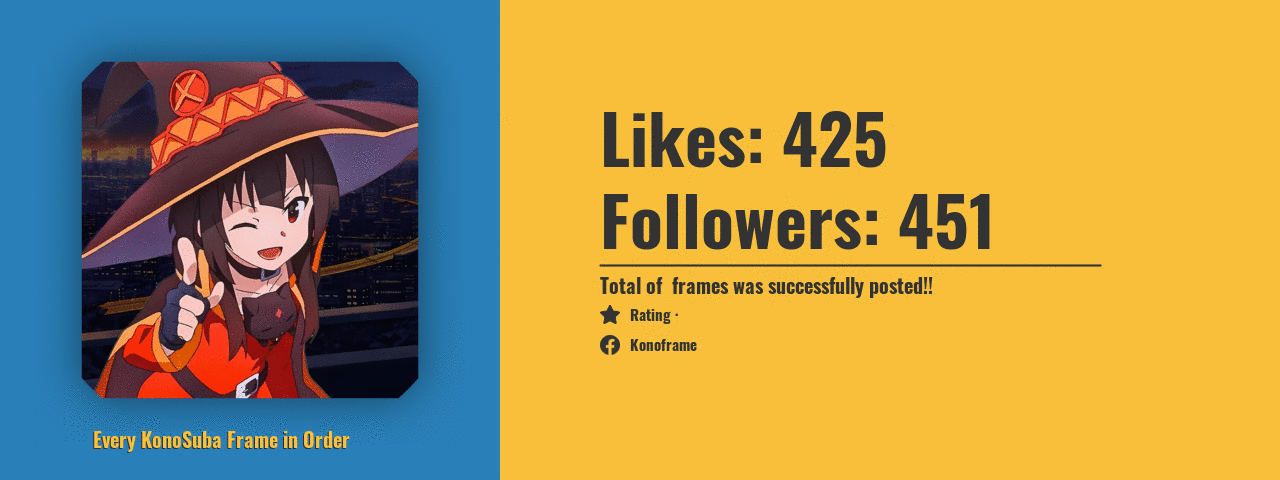 Likes: 425
Followers: 451
Total of  frames was successfully posted!!
Rating ·
Konoframe
Every KonoSuba Frame in Order